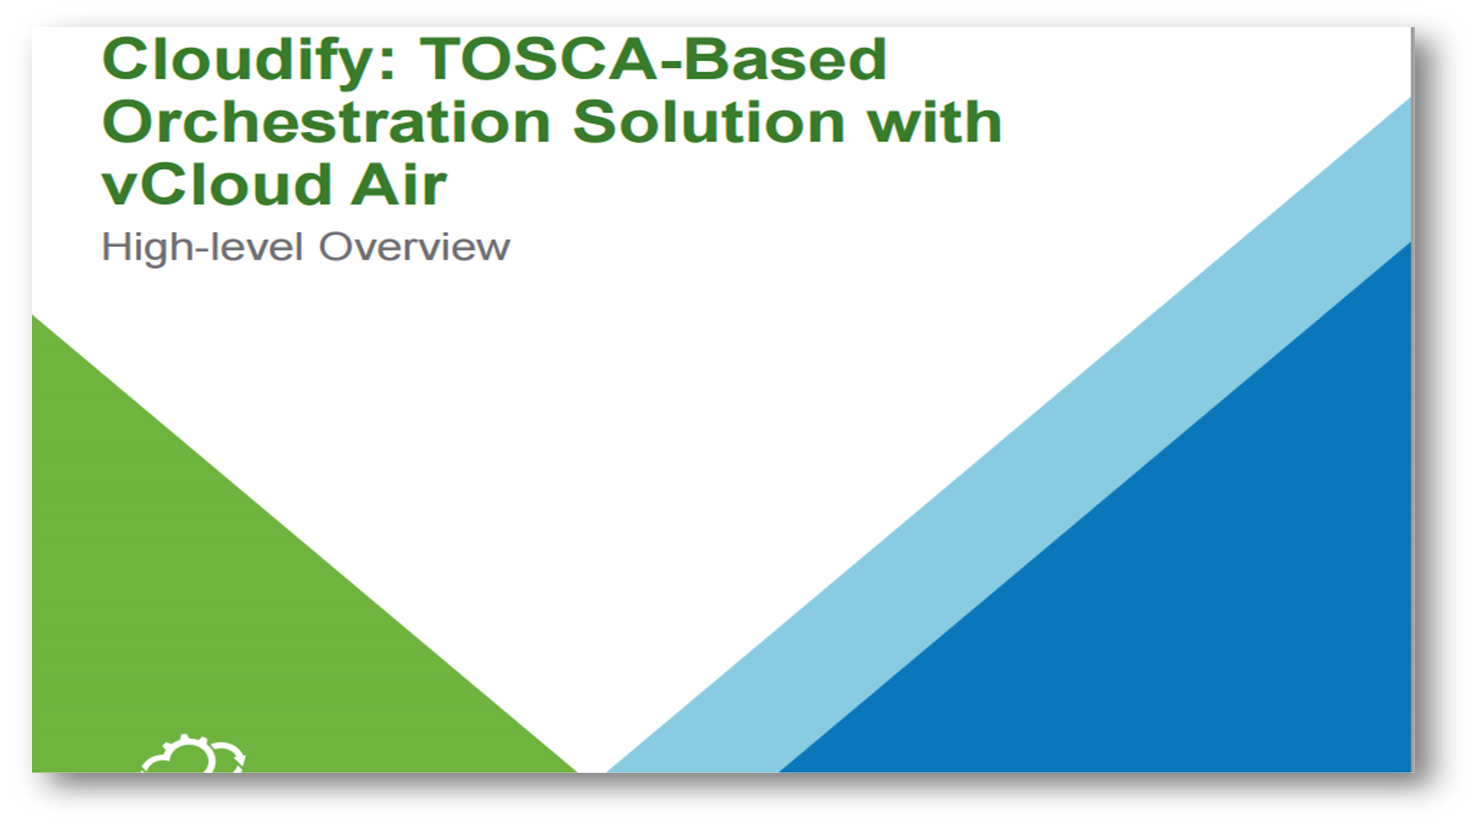 Cloudify: TOSCA-Based
Orchestration Solution with
vCloud Air
High-level Overview